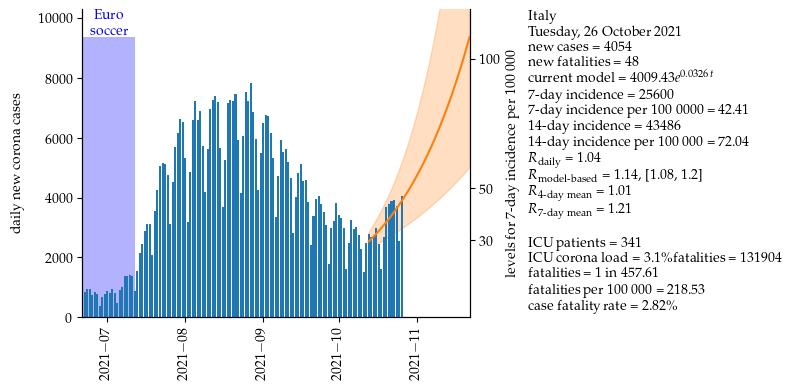 Euro
soccer
10000
8000
6000
4000
2000
0
daily new corona cases
2021−07
2021−08
2021−09
2021−10
2021−11
100
50
30
levels for 7-day incidence per 100 000
Italy
Tuesday, 26 October 2021
new cases = 4054
new fatalities = 48
current model = 4009.43e^0.0326 t
7-day incidence = 25600
7-day incidence per 100 0000 = 42.41
14-day incidence = 43486
14-day incidence per 100 000 = 72.04
R_daily = 1.04
R_model-based = 1.14, [1.08, 1.2]
R_4-day mean = 1.01
R_7-day mean = 1.21
ICU patients = 341
ICU corona load = 3.1%fatalities = 131904
fatalities = 1 in 457.61
fatalities per 100 000 = 218.53
case fatality rate = 2.82%